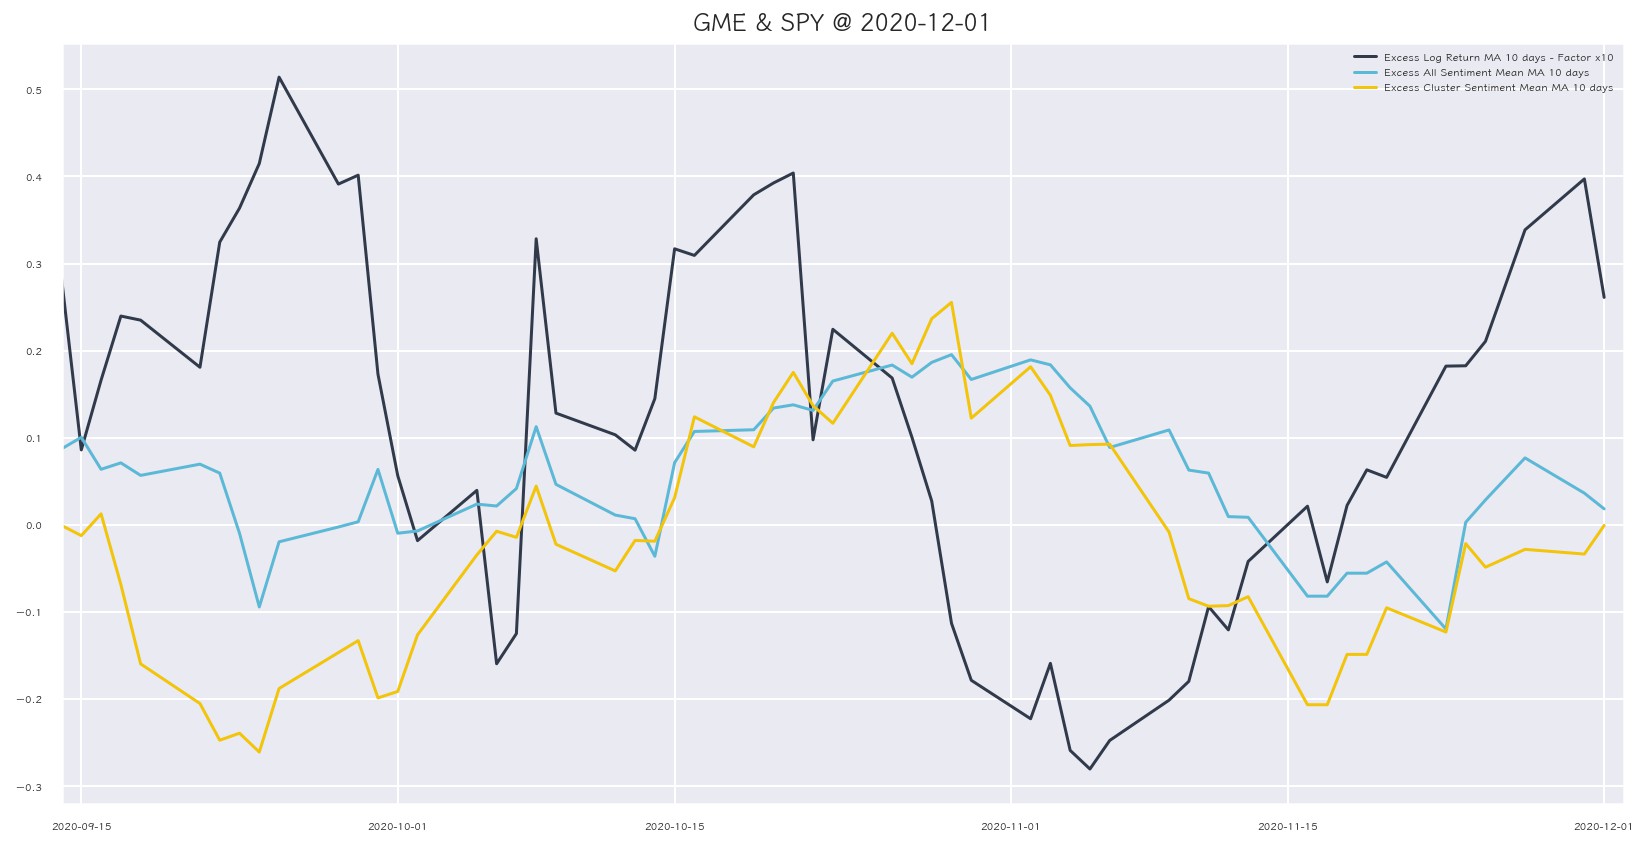 GME & SPY @ 2020-12-01
Excess Log Return MA 10 days - Factor x10
Excess All Sentiment Mean MA 10 days
Excess Cluster Sentiment Mean MA 10 days
0.5
0.4
0.3
0.2
0.1
0.0
−0.1
−0.2
−0.3
2020-09-15 2020-10-01 2020-10-15 2020-11-01 2020-11-15 2020-12-01